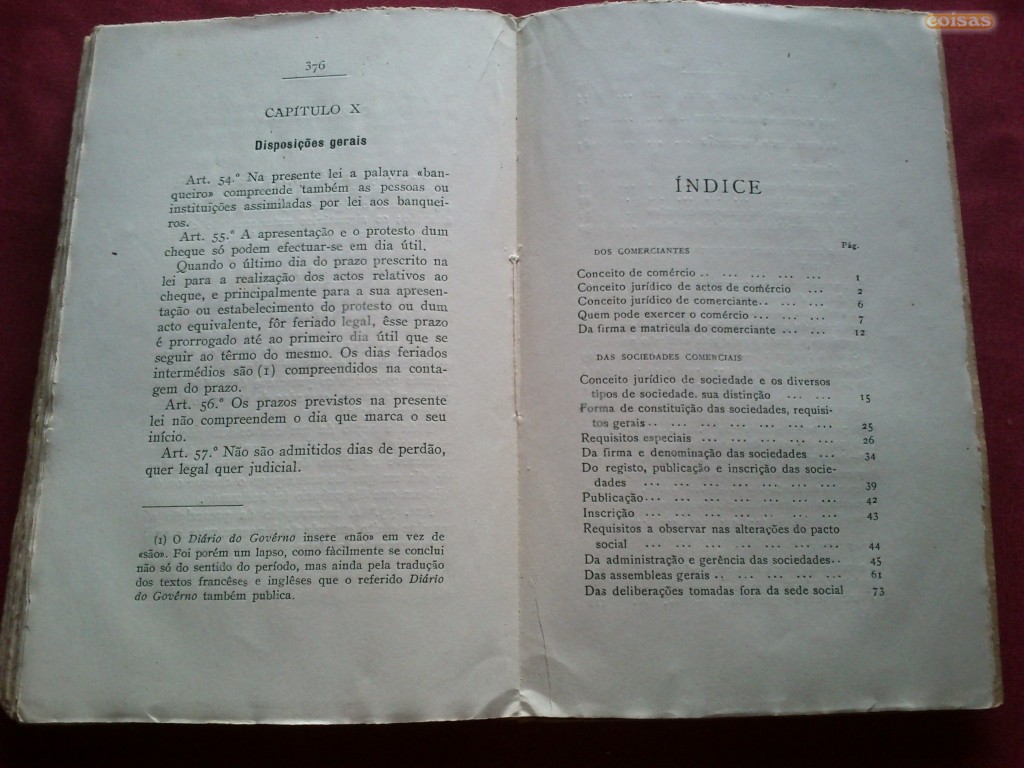 376
CAPÍTULO X
Disposições gerais
Art. 54.º Na presente lei a palavra «ban-
queiro» compreende também as pessoas ou
instituïções assimiladas por lei aos banquei-
ros.
Art. 55.º A apresentação e o protesto dum
cheque só podem efectuar-se em dia útil.
Quando o último dia do prazo prescrito na
lei para a realização dos actos relativos ao
cheque, e principalmente para a sua apresen-
tação ou estabelecimento do protesto ou dum
acto equivalente, fôr feriado legal, êsse prazo
é prorrogado até ao primeiro dia útil que se
seguir ao têrmo do mesmo. Os dias feriados
intermédios são (1) compreendidos na conta-
gem do prazo.
Art. 56.º Os prazos previstos na presente
lei não compreendem o dia que marca o seu
início.
Art. 57.º Não são admitidos dias de perdão,
quer legal quer judicial.
(1) O Diário do Govêrno insere «não» em vez de
«são». Foi porém um lapso, como fàcilmente se conclui
não só do sentido do período, mas ainda pela tradução
dos textos francêses e inglêses que o referido Diário
do Govêrno também publica.
coisas
ÍNDICE
Pág.
DOS COMERCIANTES
Conceito de comércio .. ... ... ... ... 1
Conceito jurídico de actos de comércio ... 2
Conceito jurídico de comerciante.. ... ... 6
Quem pode exercer o comércio ... ... ... 7
Da firma e matricula do comerciante ... ... 12
DAS SOCIEDADES COMERCIAIS
Conceito jurídico de sociedade e os diversos
tipos de sociedade. sua distinção ... ... 15
Forma de constituïção das sociedades, requisi-
tos gerais.. ... ... ... ... ... ... 25
Requisitos especiais ... ... ... ... ... 26
Da firma e denominação das sociedades ... 34
Do registo, publicação e inscrição das socie-
dades ... ... ... ... ... ... ... 39
Publicação... ... ... ... ... ... ... 42
Inscrição ... ... ... ... ... ... ... 43
Requisitos a observar nas alterações do pacto
social ... ... ... ... ... ... ... 44
Da administração e gerência das sociedades.. 45
Das assembleas gerais .. ... ... ... ... 61
Das deliberações tomadas fora da sede social 73